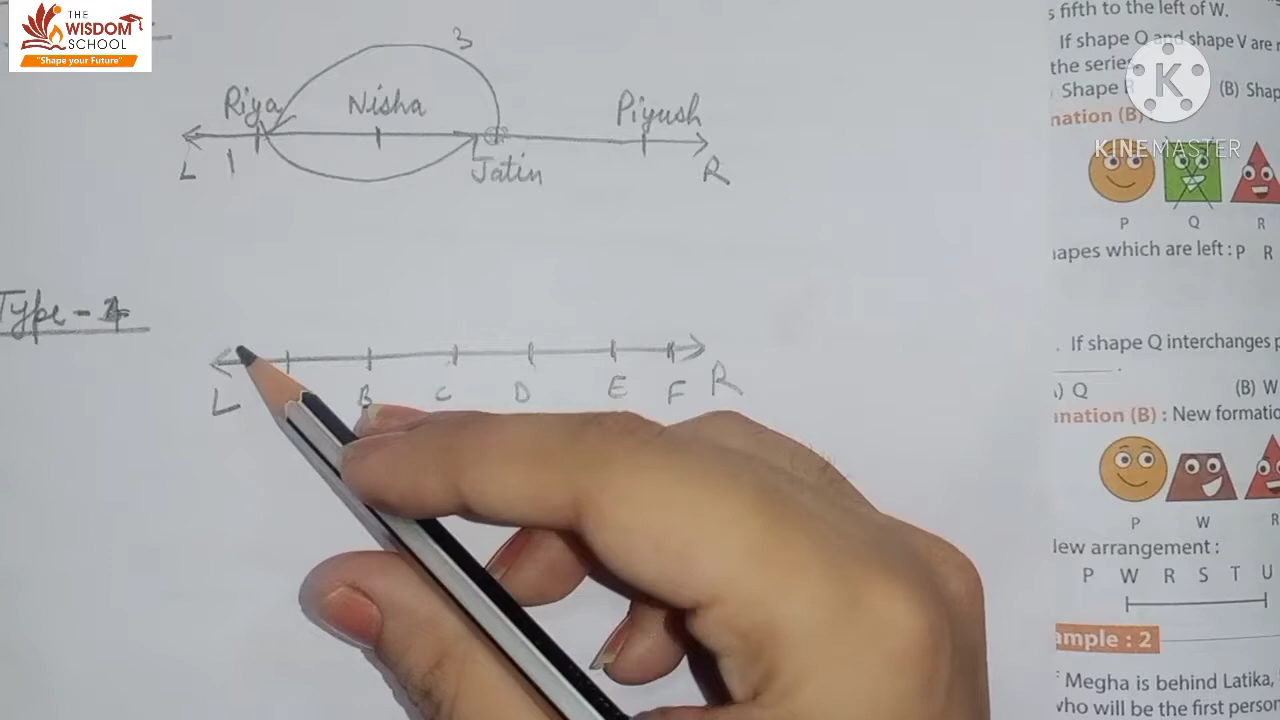 THE
WISDOM
SCHOOL
"Shape your Future"
3
Riya Nisha Piyush
L 1 Jatin R
Type - 4
L B C D E F R
s fifth to the left of W.
If shape Q and shape V are
the series
Shape (B) Shap
nation (B)
KINEMASTER
P Q R
apes which are left : P R
. If shape Q interchanges p
) Q (B) W
nation (B) : New formatio
P W R
New arrangement :
P W R S T U
ample : 2
Megha is behind Latika,
who will be the first person